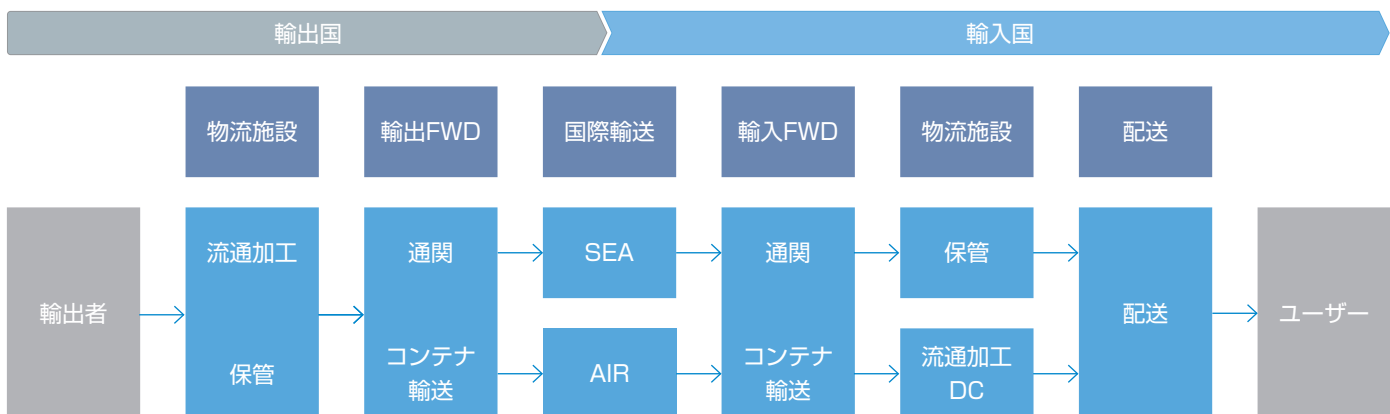 輸出国
輸入国
物流施設
輸出FWD
国際輸送
輸入FWD
物流施設
配送
輸出者
流通加工
保管
通関
コンテナ
輸送
SEA
AIR
通関
コンテナ
輸送
保管
流通加工
DC
配送
ユーザー